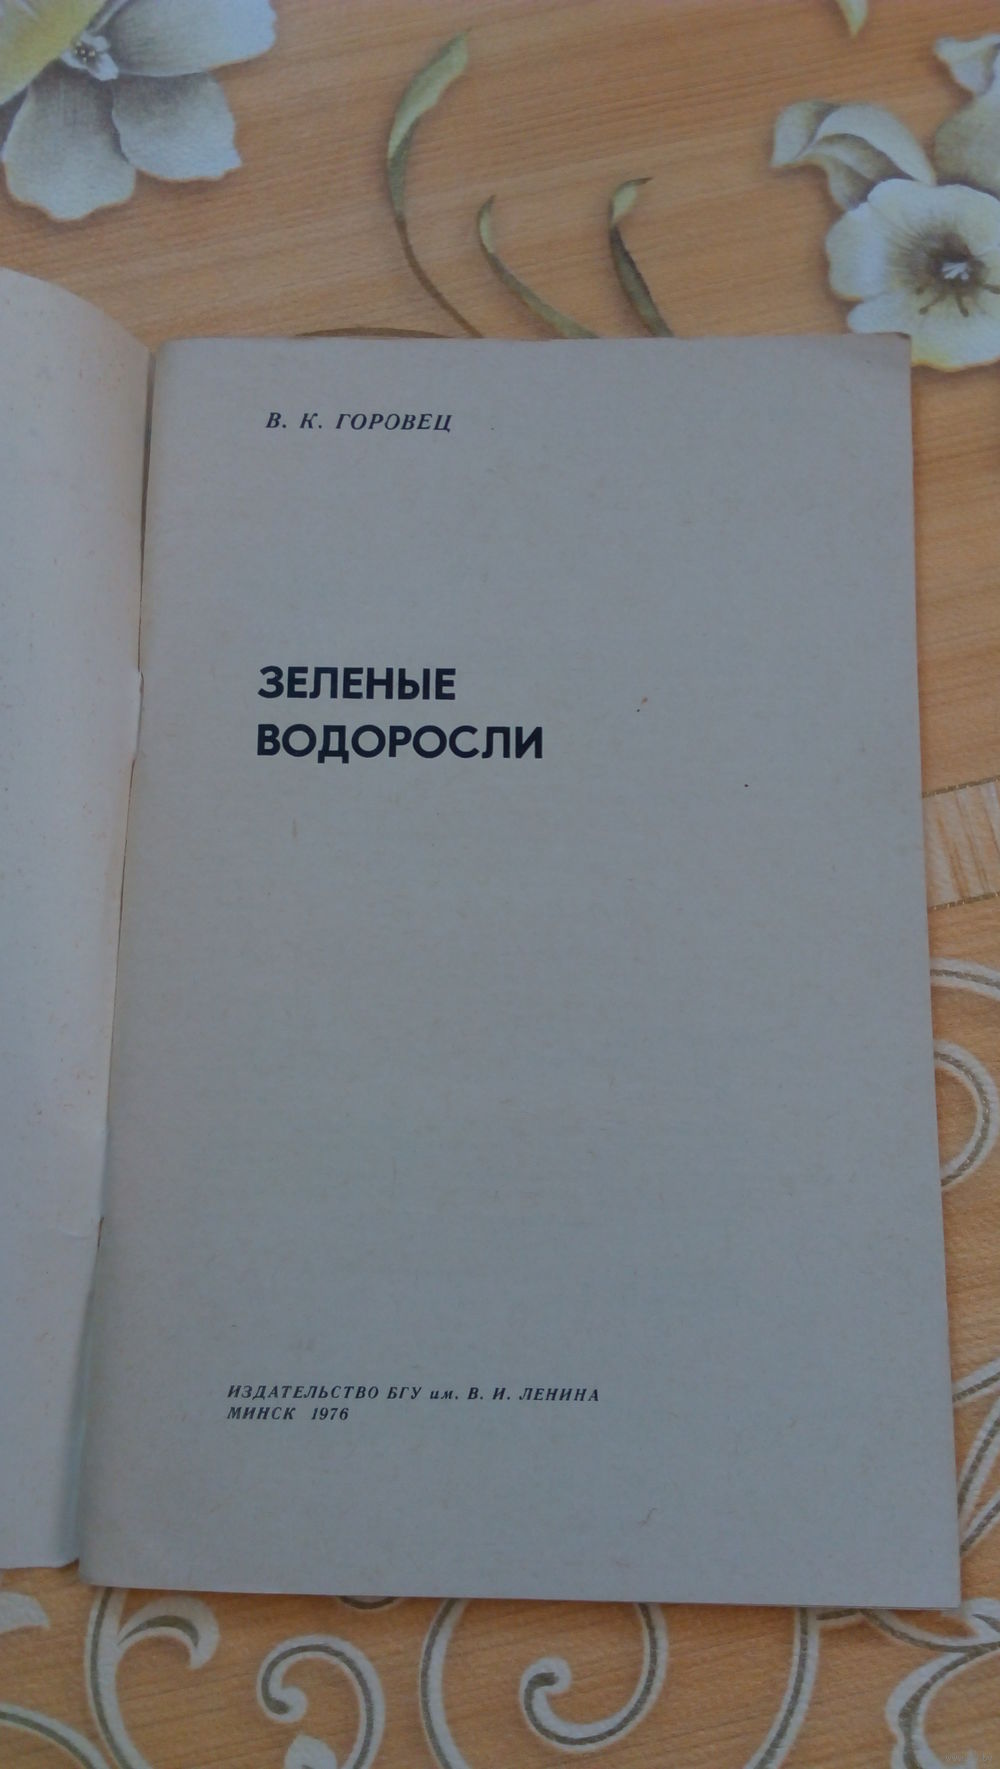 В. К. ГОРОВЕЦ
ЗЕЛЕНЫЕ
ВОДОРОСЛИ
ИЗДАТЕЛЬСТВО БГУ им. В. И. ЛЕНИНА
МИНСК 1976